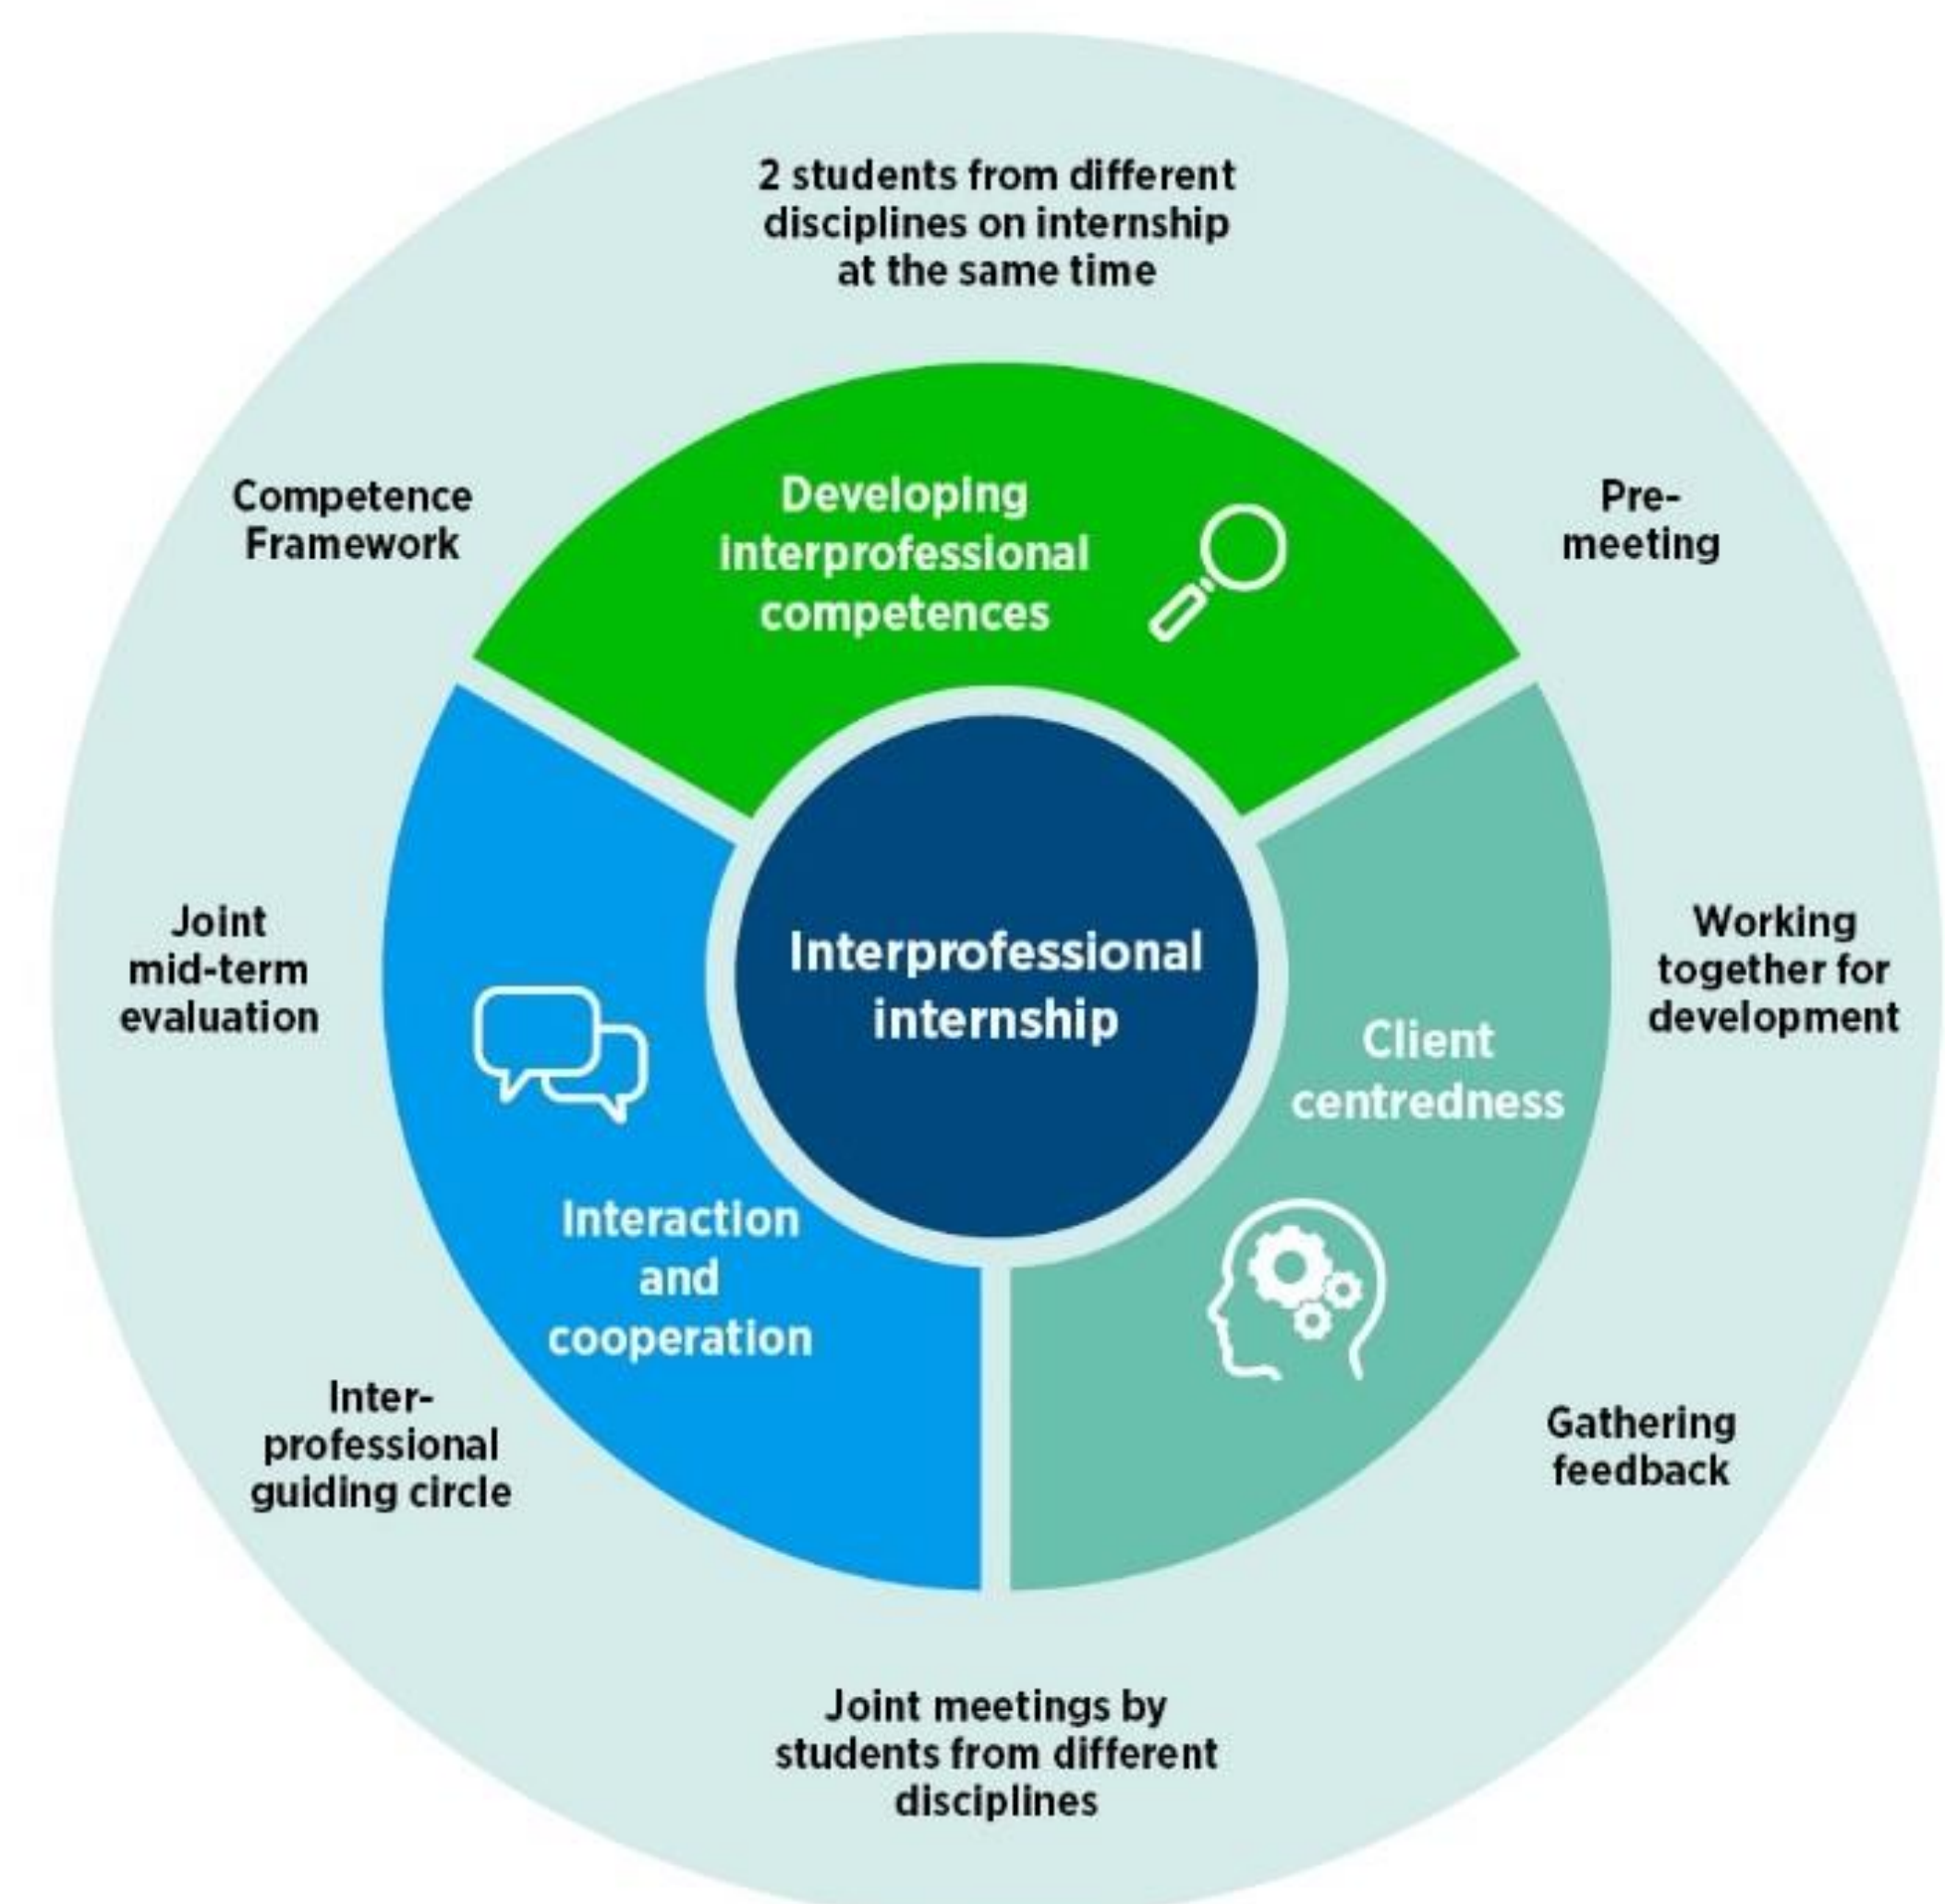 2 students from different
disciplines on internship
at the same time
Competence
Framework
Pre-
meeting
Developing
interprofessional
competences
Joint
mid-term
evaluation
Interprofessional
internship
Working
together for
development
Client
centredness
Interaction
and
cooperation
Inter-
professional
guiding circle
Gathering
feedback
Joint meetings by
students from different
disciplines